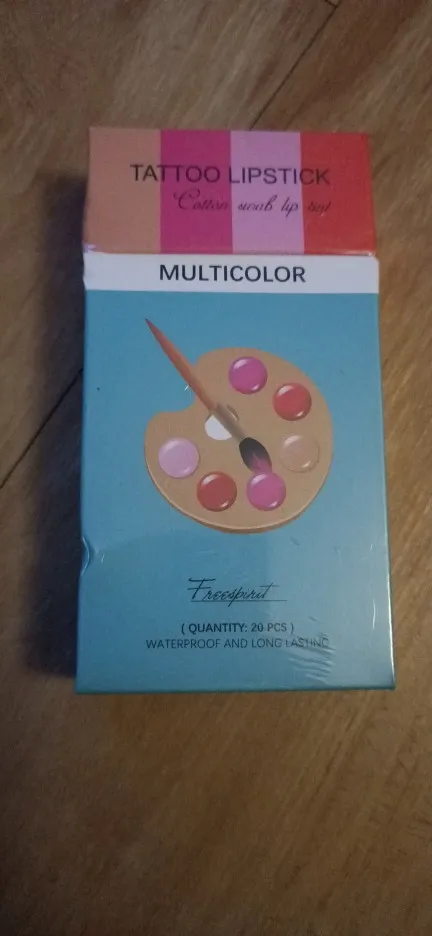 TATTOO LIPSTICK
Cotton swab lip tint
MULTICOLOR
Freespirit
( QUANTITY: 20 PCS )
WATERPROOF AND LONG LASTING